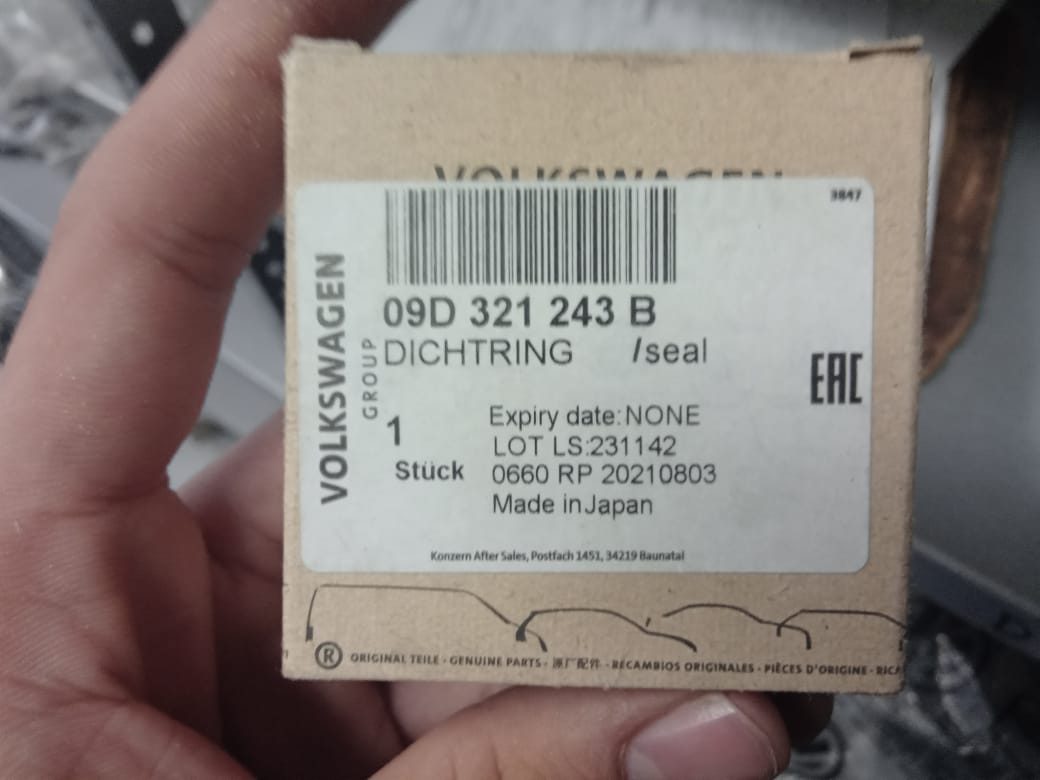 VOLKSWAGEN
3847
VOLKSWAGEN
GROUP
09D 321 243 B
DICHTRING /seal
EAC
1
Stück
Expiry date: NONE
LOT LS:231142
0660 RP 20210803
Made in Japan
Konzern After Sales, Postfach 1451, 34219 Baunatal
® ORIGINAL TEILE · GENUINE PARTS · 原厂配件 · RECAMBIOS ORIGINALES · PIÈCES D'ORIGINE ·